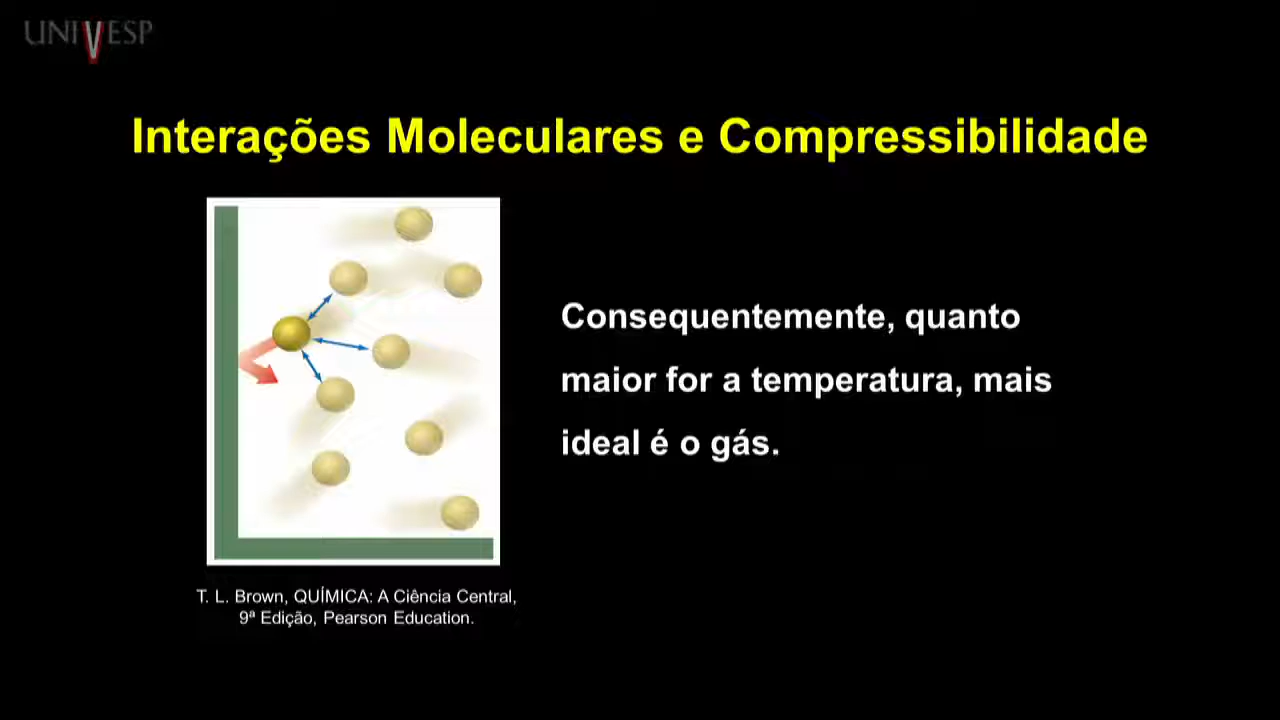 UNIVESP
Interações Moleculares e Compressibilidade
Consequentemente, quanto
maior for a temperatura, mais
ideal é o gás.
T. L. Brown, QUÍMICA: A Ciência Central,
9ª Edição, Pearson Education.